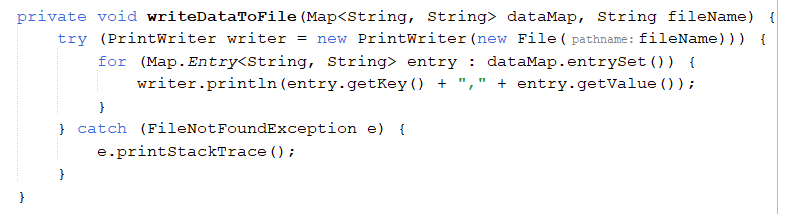 private void writeDataToFile(Map<String, String> dataMap, String fileName) {
try (PrintWriter writer = new PrintWriter(new File( pathname: fileName))) {
for (Map.Entry<String, String> entry : dataMap.entrySet()) {
writer.println(entry.getKey() + "," + entry.getValue());
}
} catch (FileNotFoundException e) {
e.printStackTrace();
}
}